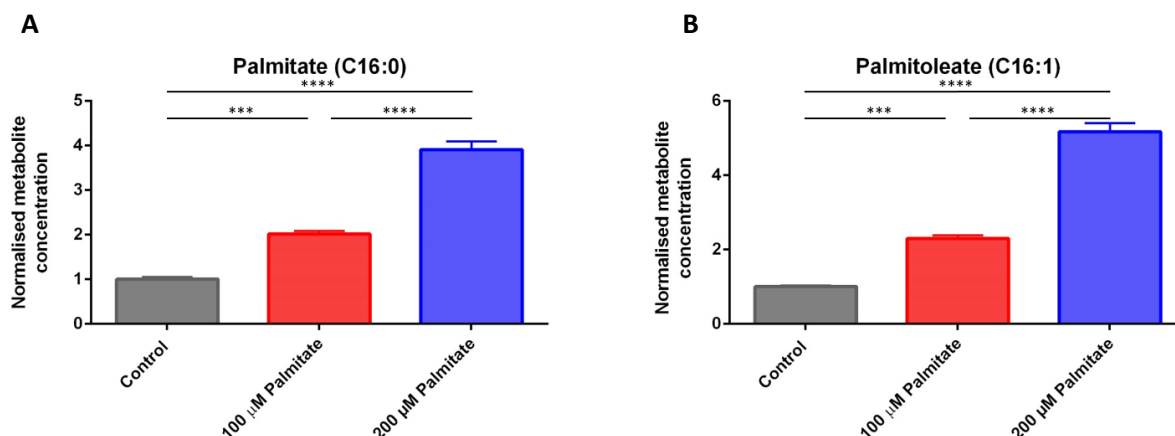 A
Palmitate (C16:0)
****
*** ****
Normalised metabolite
concentration
5
4
3
2
1
0
Control
100 μM Palmitate
200 μM Palmitate
B
Palmitoleate (C16:1)
****
*** ****
Normalised metabolite
concentration
6
4
2
0
Control
100 μM Palmitate
200 μM Palmitate